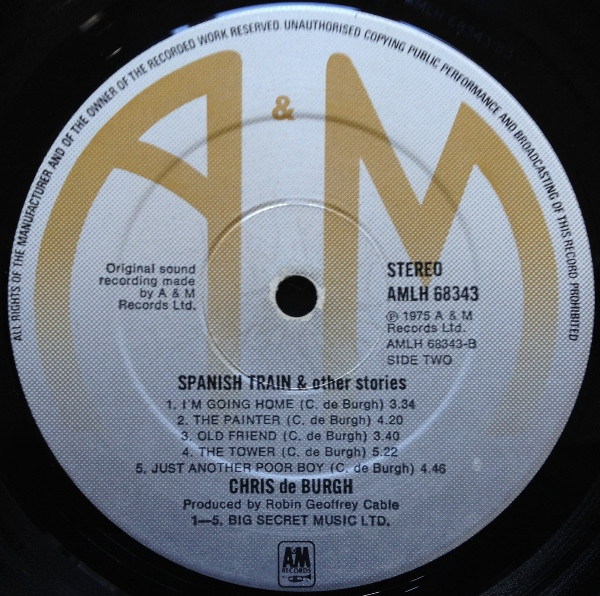 ALL RIGHTS OF THE MANUFACTURER AND OF THE OWNER OF THE RECORDED WORK RESERVED. UNAUTHORISED COPYING PUBLIC PERFORMANCE AND BROADCASTING OF THIS RECORD PROHIBITED
A & M
Original sound
recording made
by A & M
Records Ltd.
STEREO
AMLH 68343
℗ 1975 A & M
Records Ltd.
AMLH 68343-B
SIDE TWO
SPANISH TRAIN & other stories
1. I'M GOING HOME (C. de Burgh) 3.34
2. THE PAINTER (C. de Burgh) 4.20
3. OLD FRIEND (C. de Burgh) 3.40
4. THE TOWER (C. de Burgh) 5.22
5. JUST ANOTHER POOR BOY (C. de Burgh) 4.46
CHRIS de BURGH
Produced by Robin Geoffrey Cable
1—5. BIG SECRET MUSIC LTD.
A&M
RECORDS